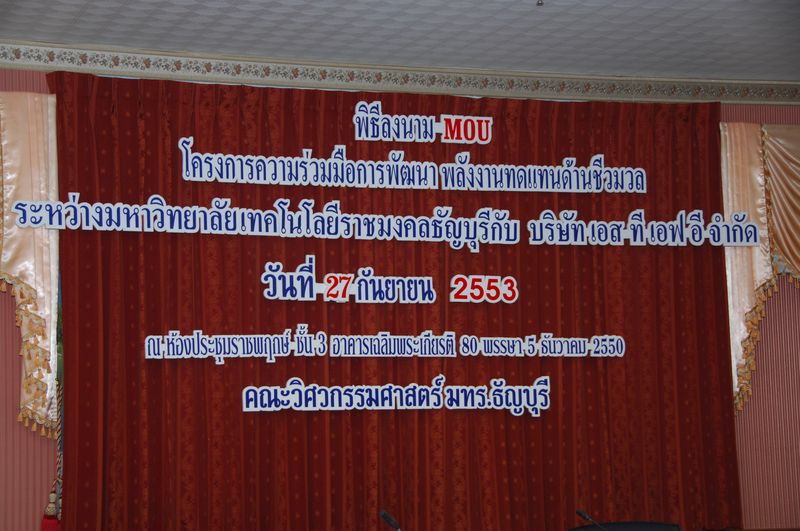 พิธีลงนาม MOU
โครงการความร่วมมือการพัฒนา พลังงานทดแทนด้านชีวมวล
ระหว่างมหาวิทยาลัยเทคโนโลยีราชมงคลธัญบุรีกับ บริษัท เอส ที เอฟ อี จำกัด
วันที่ 27 กันยายน 2553
ณ ห้องประชุมราชพฤกษ์ ชั้น 3 อาคารเฉลิมพระเกียรติ 80 พรรษา 5 ธันวาคม 2550
คณะวิศวกรรมศาสตร์ มทร.ธัญบุรี